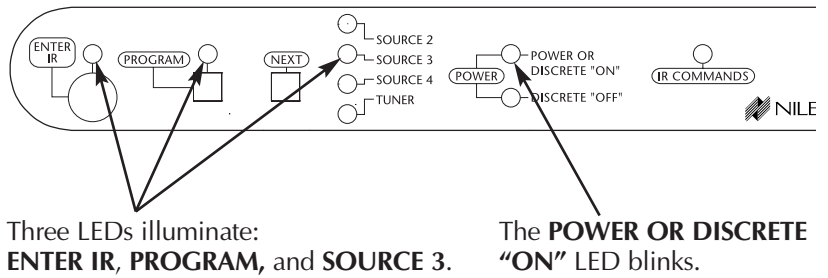 ENTER
IR
PROGRAM
NEXT
SOURCE 2
SOURCE 3
SOURCE 4
TUNER
POWER
POWER OR
DISCRETE "ON"
DISCRETE "OFF"
IR COMMANDS
NILE
Three LEDs illuminate:
ENTER IR, PROGRAM, and SOURCE 3.
The POWER OR DISCRETE
“ON” LED blinks.